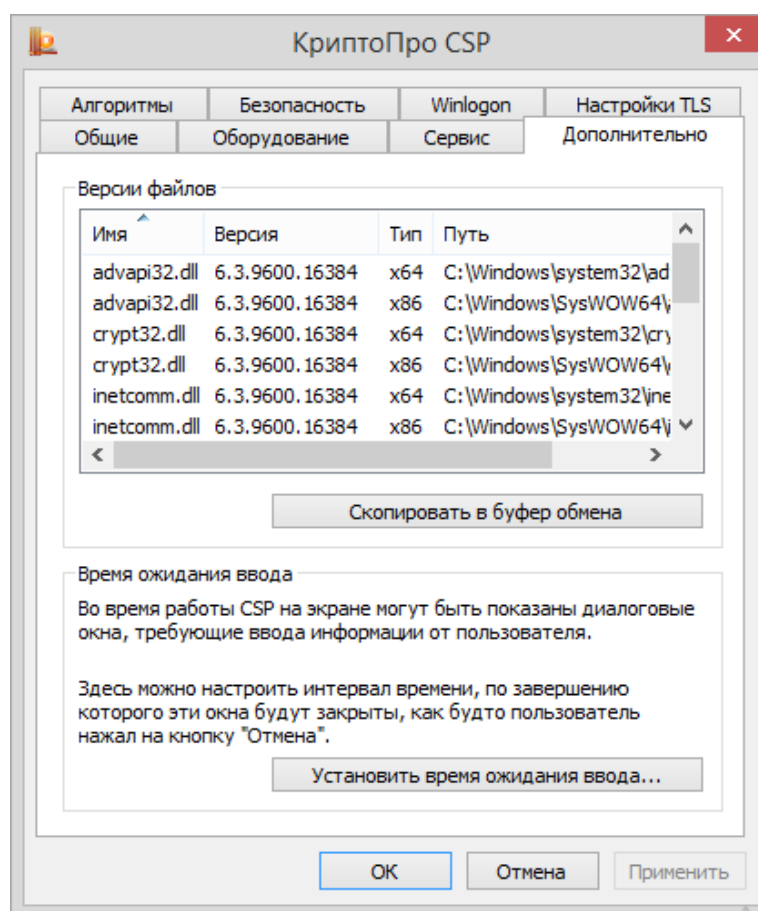 КриптоПро CSP
Алгоритмы Безопасность Winlogon Настройки TLS
Общие Оборудование Сервис Дополнительно
Версии файлов
Имя Версия Тип Путь
advapi32.dll 6.3.9600.16384 x64 C:\Windows\system32\ad
advapi32.dll 6.3.9600.16384 x86 C:\Windows\SysWOW64\
crypt32.dll 6.3.9600.16384 x64 C:\Windows\system32\cry
crypt32.dll 6.3.9600.16384 x86 C:\Windows\SysWOW64\
inetcomm.dll 6.3.9600.16384 x64 C:\Windows\system32\ine
inetcomm.dll 6.3.9600.16384 x86 C:\Windows\SysWOW64\
Скопировать в буфер обмена
Время ожидания ввода
Во время работы CSP на экране могут быть показаны диалоговые
окна, требующие ввода информации от пользователя.
Здесь можно настроить интервал времени, по завершению
которого эти окна будут закрыты, как будто пользователь
нажал на кнопку "Отмена".
Установить время ожидания ввода...
ОК Отмена Применить